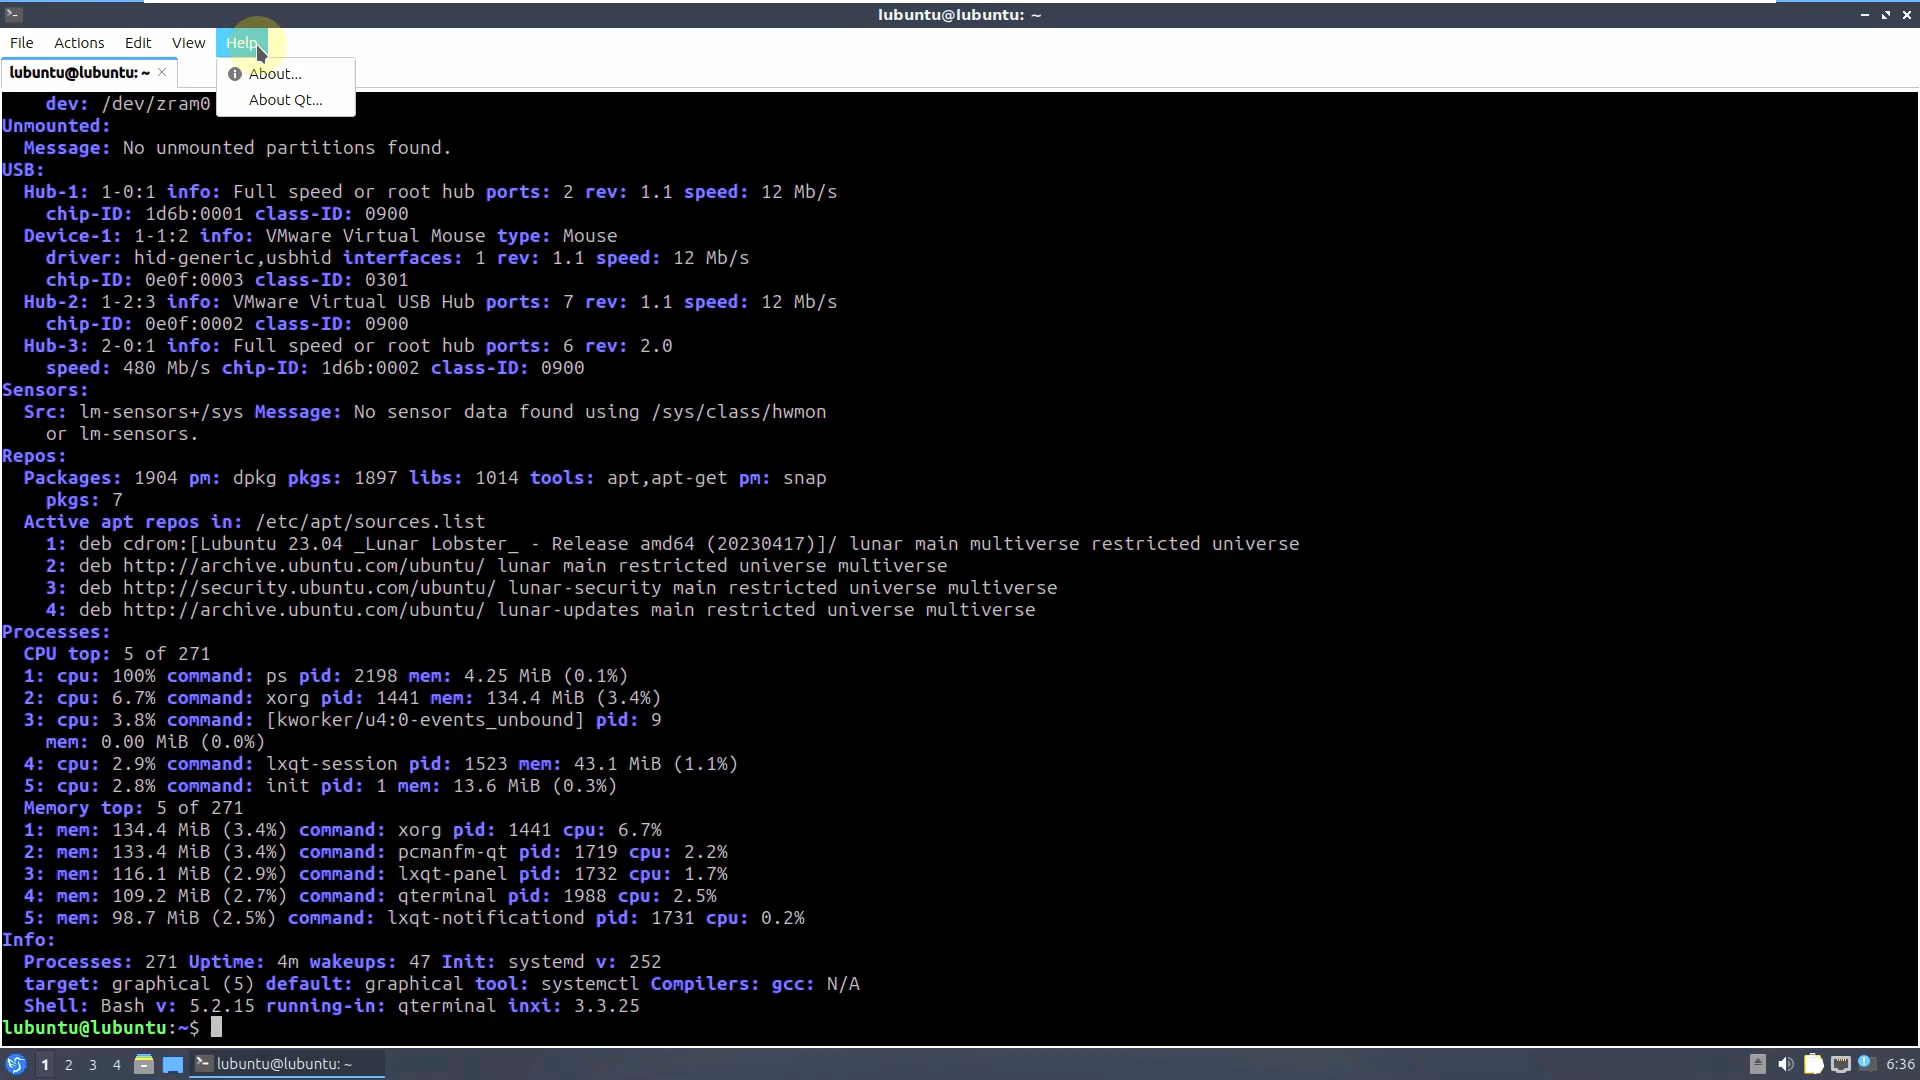 lubuntu@lubuntu: ~
File Actions Edit View Help
lubuntu@lubuntu: ~
About...
About Qt...
dev: /dev/zram0
Unmounted:
Message: No unmounted partitions found.
USB:
Hub-1: 1-0:1 info: Full speed or root hub ports: 2 rev: 1.1 speed: 12 Mb/s
chip-ID: 1d6b:0001 class-ID: 0900
Device-1: 1-1:2 info: VMware Virtual Mouse type: Mouse
driver: hid-generic,usbhid interfaces: 1 rev: 1.1 speed: 12 Mb/s
chip-ID: 0e0f:0003 class-ID: 0301
Hub-2: 1-2:3 info: VMware Virtual USB Hub ports: 7 rev: 1.1 speed: 12 Mb/s
chip-ID: 0e0f:0002 class-ID: 0900
Hub-3: 2-0:1 info: Full speed or root hub ports: 6 rev: 2.0
speed: 480 Mb/s chip-ID: 1d6b:0002 class-ID: 0900
Sensors:
Src: lm-sensors+/sys Message: No sensor data found using /sys/class/hwmon
or lm-sensors.
Repos:
Packages: 1904 pm: dpkg pkgs: 1897 libs: 1014 tools: apt,apt-get pm: snap
pkgs: 7
Active apt repos in: /etc/apt/sources.list
1: deb cdrom:[Lubuntu 23.04 _Lunar Lobster_ - Release amd64 (20230417)]/ lunar main multiverse restricted universe
2: deb http://archive.ubuntu.com/ubuntu/ lunar main restricted universe multiverse
3: deb http://security.ubuntu.com/ubuntu/ lunar-security main restricted universe multiverse
4: deb http://archive.ubuntu.com/ubuntu/ lunar-updates main restricted universe multiverse
Processes:
CPU top: 5 of 271
1: cpu: 100% command: ps pid: 2198 mem: 4.25 MiB (0.1%)
2: cpu: 6.7% command: xorg pid: 1441 mem: 134.4 MiB (3.4%)
3: cpu: 3.8% command: [kworker/u4:0-events_unbound] pid: 9
mem: 0.00 MiB (0.0%)
4: cpu: 2.9% command: lxqt-session pid: 1523 mem: 43.1 MiB (1.1%)
5: cpu: 2.8% command: init pid: 1 mem: 13.6 MiB (0.3%)
Memory top: 5 of 271
1: mem: 134.4 MiB (3.4%) command: xorg pid: 1441 cpu: 6.7%
2: mem: 133.4 MiB (3.4%) command: pcmanfm-qt pid: 1719 cpu: 2.2%
3: mem: 116.1 MiB (2.9%) command: lxqt-panel pid: 1732 cpu: 1.7%
4: mem: 109.2 MiB (2.7%) command: qterminal pid: 1988 cpu: 2.5%
5: mem: 98.7 MiB (2.5%) command: lxqt-notificationd pid: 1731 cpu: 0.2%
Info:
Processes: 271 Uptime: 4m wakeups: 47 Init: systemd v: 252
target: graphical (5) default: graphical tool: systemctl Compilers: gcc: N/A
Shell: Bash v: 5.2.15 running-in: qterminal inxi: 3.3.25
lubuntu@lubuntu:~$
1 2 3 4 lubuntu@lubuntu: ~ 6:36